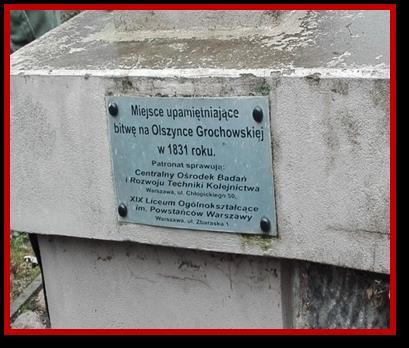 Miejsce upamiętniające
bitwę na Olszynce Grochowskiej
w 1831 roku.
Patronat sprawują:
Centralny Ośrodek Badań
i Rozwoju Techniki Kolejnictwa
Warszawa, ul. Chłopickiego 50,
XIX Liceum Ogólnokształcące
im. Powstańców Warszawy
Warszawa, ul. Zbaraska 1